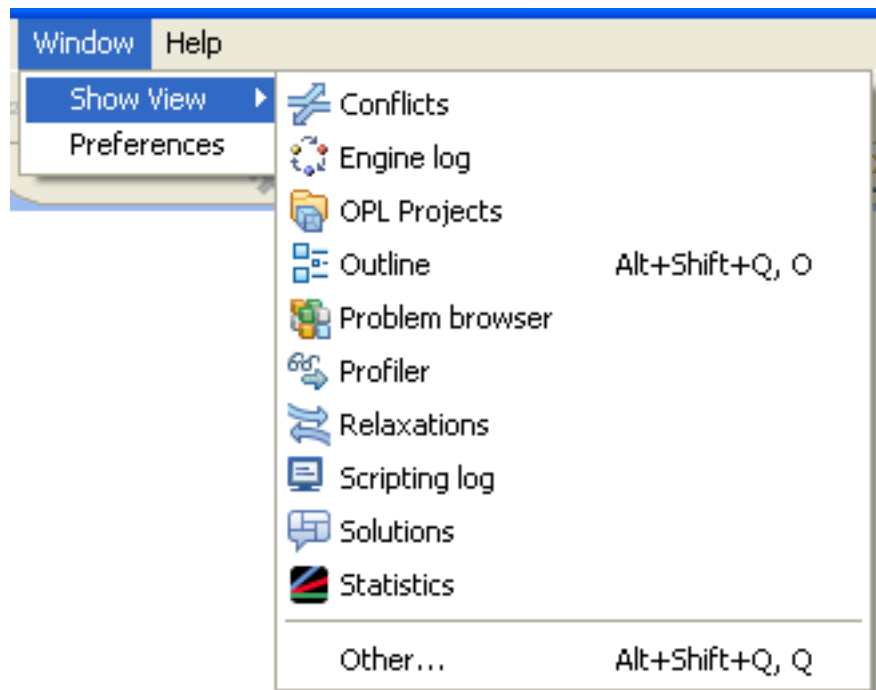 Window Help
Show View
Preferences
Conflicts
Engine log
OPL Projects
Outline Alt+Shift+Q, O
Problem browser
Profiler
Relaxations
Scripting log
Solutions
Statistics
Other... Alt+Shift+Q, Q